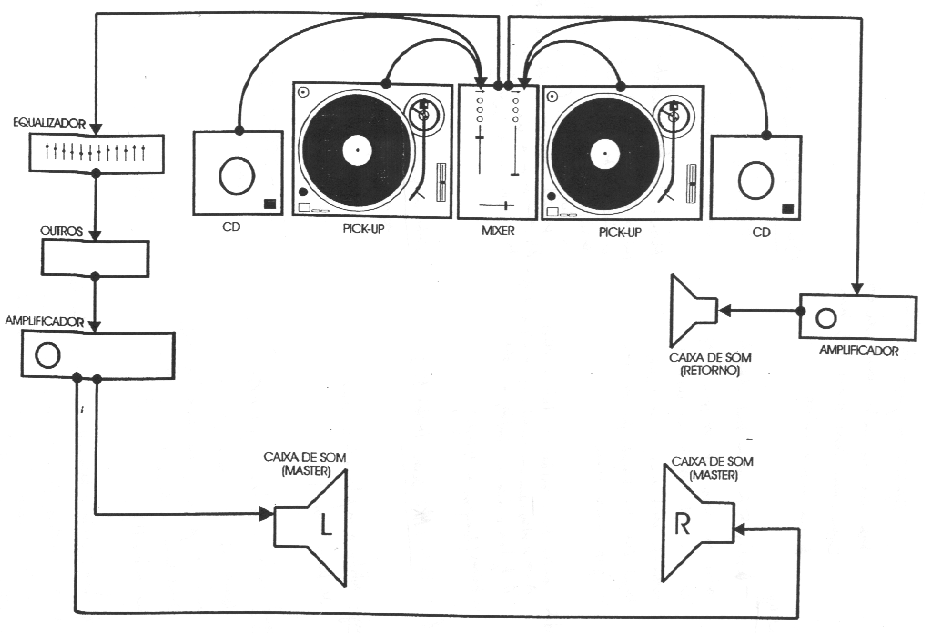 EQUALIZADOR
CD
PICK-UP
MIXER
PICK-UP
CD
OUTROS
AMPLIFICADOR
AMPLIFICADOR
CAIXA DE SOM
(RETORNO)
CAIXA DE SOM
(MASTER)
L
CAIXA DE SOM
(MASTER)
R